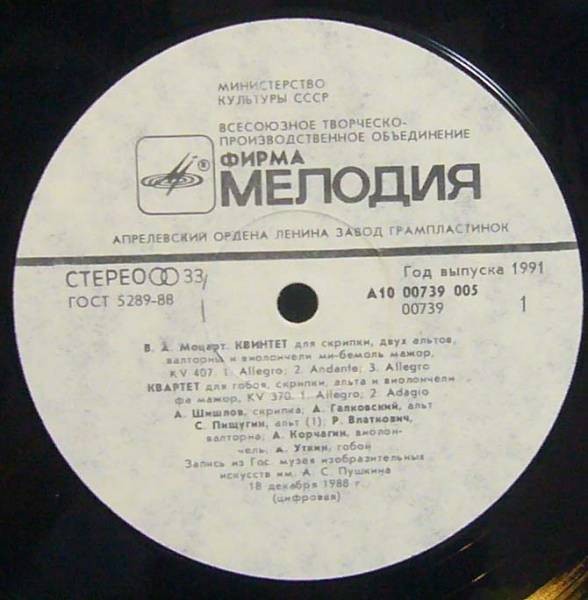 МИНИСТЕРСТВО
КУЛЬТУРЫ СССР
ВСЕСОЮЗНОЕ ТВОРЧЕСКО-
ПРОИЗВОДСТВЕННОЕ ОБЪЕДИНЕНИЕ
®
ФИРМА
МЕЛОДИЯ
АПРЕЛЕВСКИЙ ОРДЕНА ЛЕНИНА ЗАВОД ГРАМПЛАСТИНОК
СТЕРЕО 33
ГОСТ 5289-88
Год выпуска 1991
А10 00739 005
00739 1
В. А. Моцарт. КВИНТЕТ для скрипки, двух альтов,
валторны и виолончели ми-бемоль мажор,
KV 407. 1. Allegro; 2. Andante; 3. Allegro
КВАРТЕТ для гобоя, скрипки, альта и виолончели
фа мажор, KV 370. 1. Allegro; 2. Adagio
А. Шишлов, скрипка; А. Галковский, альт
С. Пищугин, альт (1); Р. Влаткович,
валторна; А. Корчагин, виолон-
чель; А. Уткин, гобой
Запись из Гос. музея изобразительных
искусств им. А. С. Пушкина
18 декабря 1988 г.
(цифровая)